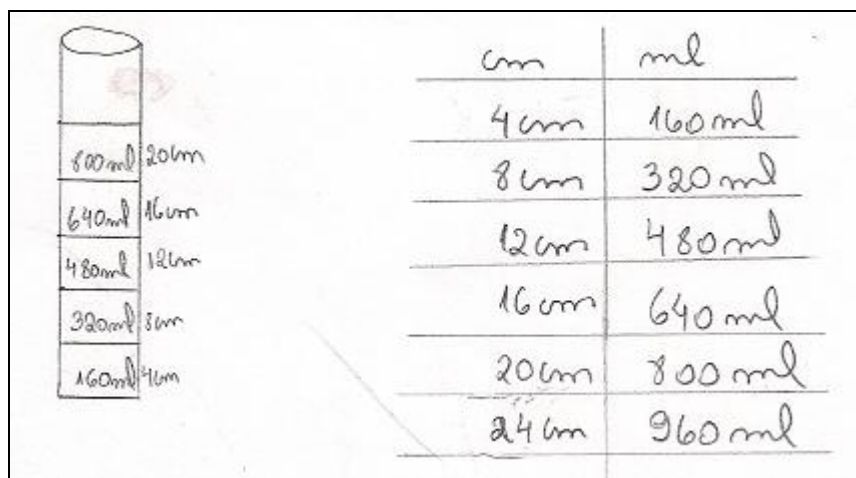 800ml 20cm
640ml 16cm
480ml 12cm
320ml 8cm
160ml 4cm
cm ml
4cm 160ml
8cm 320ml
12cm 480ml
16cm 640ml
20cm 800ml
24cm 960ml